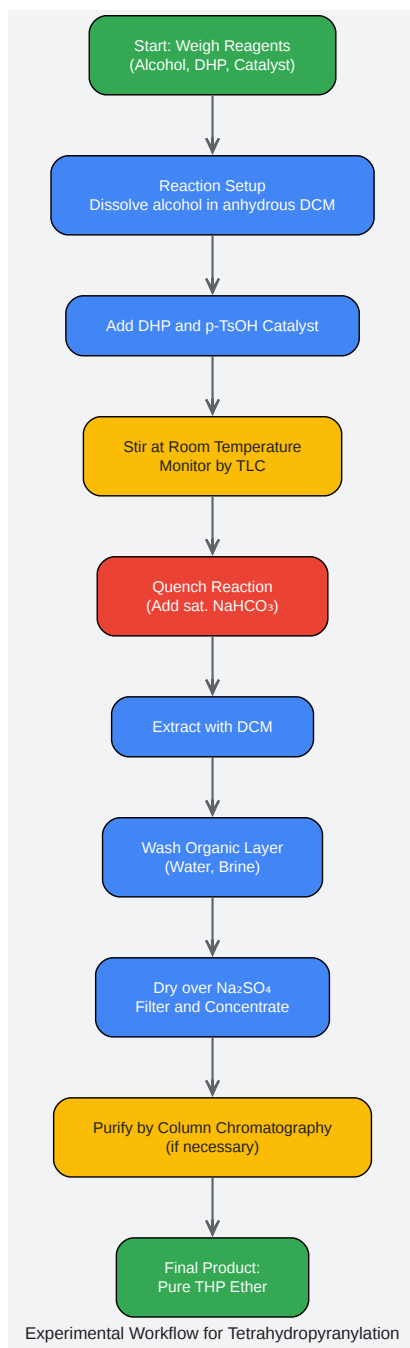 Start: Weigh Reagents
(Alcohol, DHP, Catalyst)
Reaction Setup
Dissolve alcohol in anhydrous DCM
Add DHP and p-TsOH Catalyst
Stir at Room Temperature
Monitor by TLC
Quench Reaction
(Add sat. NaHCO₃)
Extract with DCM
Wash Organic Layer
(Water, Brine)
Dry over Na₂SO₄
Filter and Concentrate
Purify by Column Chromatography
(if necessary)
Final Product:
Pure THP Ether
Experimental Workflow for Tetrahydropyranylation